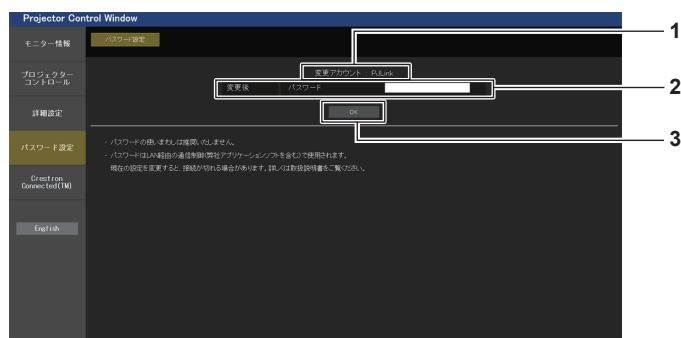 Projector Control Window
モニター情報
パスワード設定
プロジェクター
コントロール
詳細設定
パスワード設定
Crestron
Connected(TM)
English
変更アカウント : PJLink
変更後 パスワード
OK
・パスワードの使いまわしは推奨いたしません。
・パスワードはLAN経由の通信制御(弊社アプリケーションソフトを含む)で使用されます。
現在の設定を変更すると、接続が切れる場合があります。詳しくは取扱説明書をご覧ください。
1
2
3